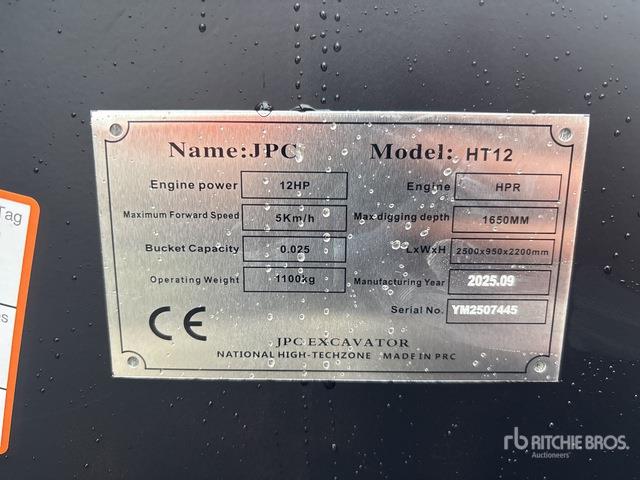 Name:JPC Model: HT12
Engine power 12HP Engine HPR
Maximum Forward Speed 5Km/h Max digging depth 1650MM
Bucket Capacity 0.025 LxWxH 2500x950x2200mm
Operating Weight 1100kg Manufacturing Year 2025.09
Serial No. YM2507445
CE
JPC EXCAVATOR
NATIONAL HIGH-TECHZONE MADE IN PRC
Tag
rb RITCHIE BROS.
Auctioneers